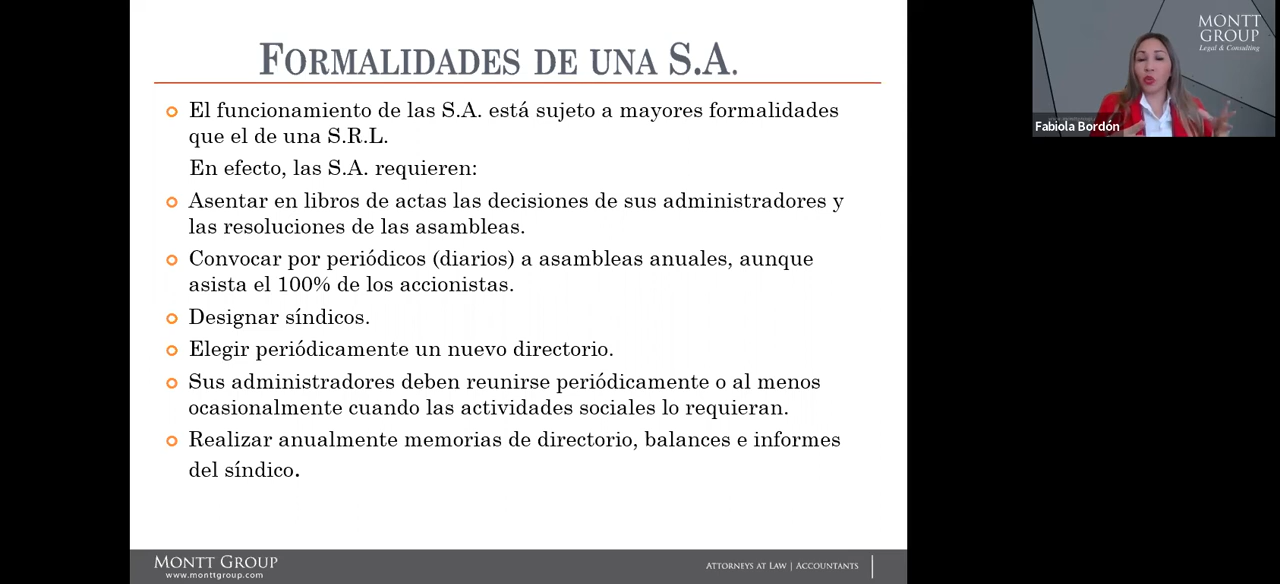 FORMALIDADES DE UNA S.A.
El funcionamiento de las S.A. está sujeto a mayores formalidades
que el de una S.R.L.
En efecto, las S.A. requieren:
Asentar en libros de actas las decisiones de sus administradores y
las resoluciones de las asambleas.
Convocar por periódicos (diarios) a asambleas anuales, aunque
asista el 100% de los accionistas.
Designar síndicos.
Elegir periódicamente un nuevo directorio.
Sus administradores deben reunirse periódicamente o al menos
ocasionalmente cuando las actividades sociales lo requieran.
Realizar anualmente memorias de directorio, balances e informes
del síndico.
MONTT GROUP
www.monttgroup.com
ATTORNEYS AT LAW | ACCOUNTANTS
MONTT
GROUP
Legal & Consulting
Fabiola Bordón